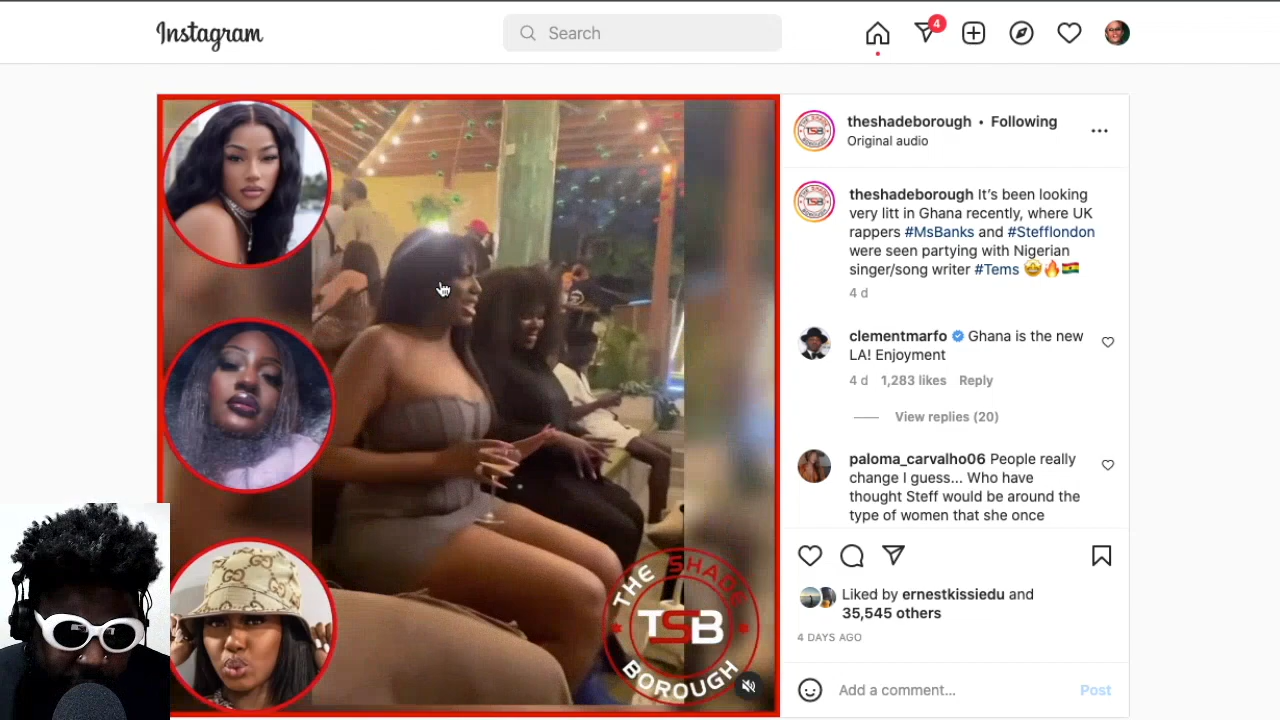 Instagram
Search
4
theshadeborough • Following
Original audio
theshadeborough It’s been looking
very litt in Ghana recently, where UK
rappers #MsBanks and #Stefflondon
were seen partying with Nigerian
singer/song writer #Tems 🤩🔥🇬🇭
4 d
clementmarfo Ghana is the new
LA! Enjoyment
4 d 1,283 likes Reply
View replies (20)
paloma_carvalho06 People really
change I guess... Who have
thought Steff would be around the
type of women that she once
Liked by ernestkissiedu and
35,545 others
4 DAYS AGO
Add a comment... Post
THE SHADE
TSB
BOROUGH